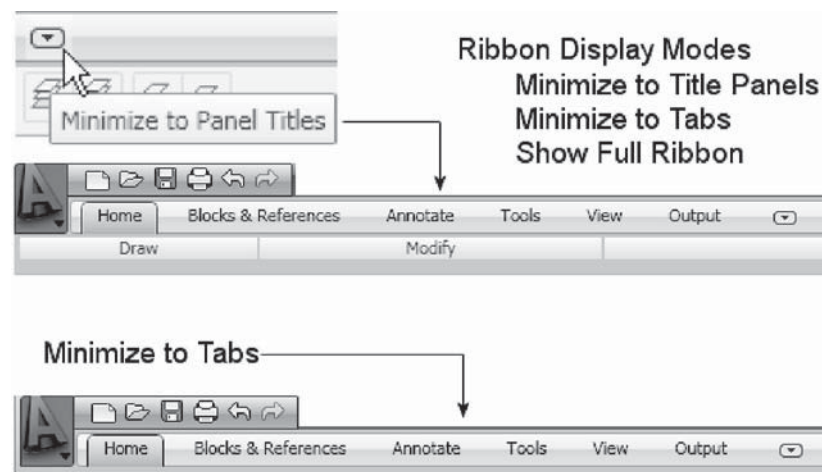 Ribbon Display Modes
Minimize to Title Panels
Minimize to Tabs
Show Full Ribbon
Minimize to Panel Titles
Home Blocks & References Annotate Tools View Output
Draw Modify
Minimize to Tabs
Home Blocks & References Annotate Tools View Output